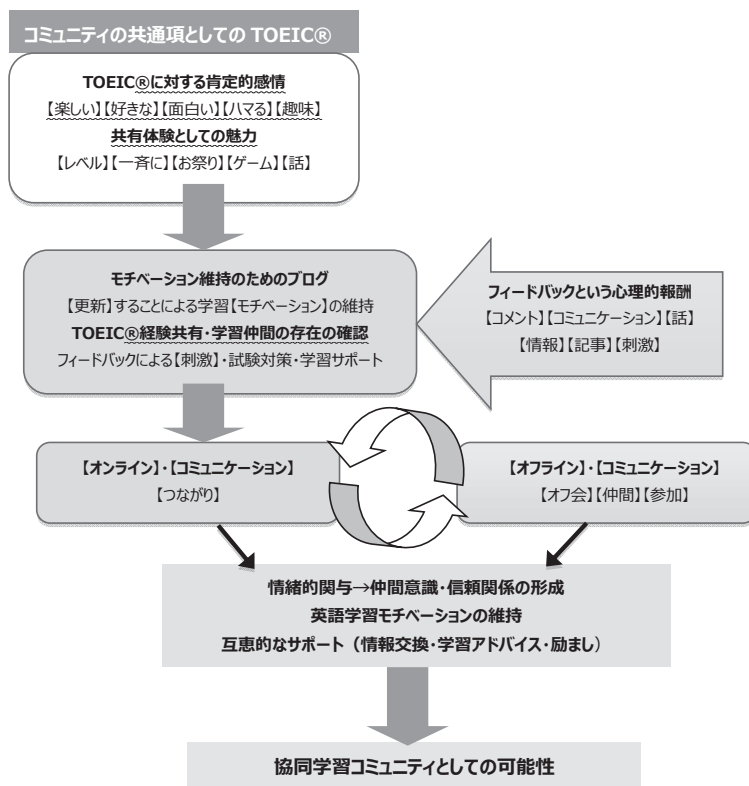 コミュニティの共通項としての TOEIC®
TOEIC®に対する肯定的感情
【楽しい】【好きな】【面白い】【ハマる】【趣味】
共有体験としての魅力
【レベル】【一斉に】【お祭り】【ゲーム】【話】
モチベーション維持のためのブログ
【更新】することによる学習【モチベーション】の維持
TOEIC®経験共有・学習仲間の存在の確認
フィードバックによる【刺激】・試験対策・学習サポート
フィードバックという心理的報酬
【コメント】【コミュニケーション】【話】
【情報】【記事】【刺激】
【オンライン】・【コミュニケーション】
【つながり】
【オフライン】・【コミュニケーション】
【オフ会】【仲間】【参加】
情緒的関与→仲間意識・信頼関係の形成
英語学習モチベーションの維持
互恵的なサポート（情報交換・学習アドバイス・励まし）
協同学習コミュニティとしての可能性